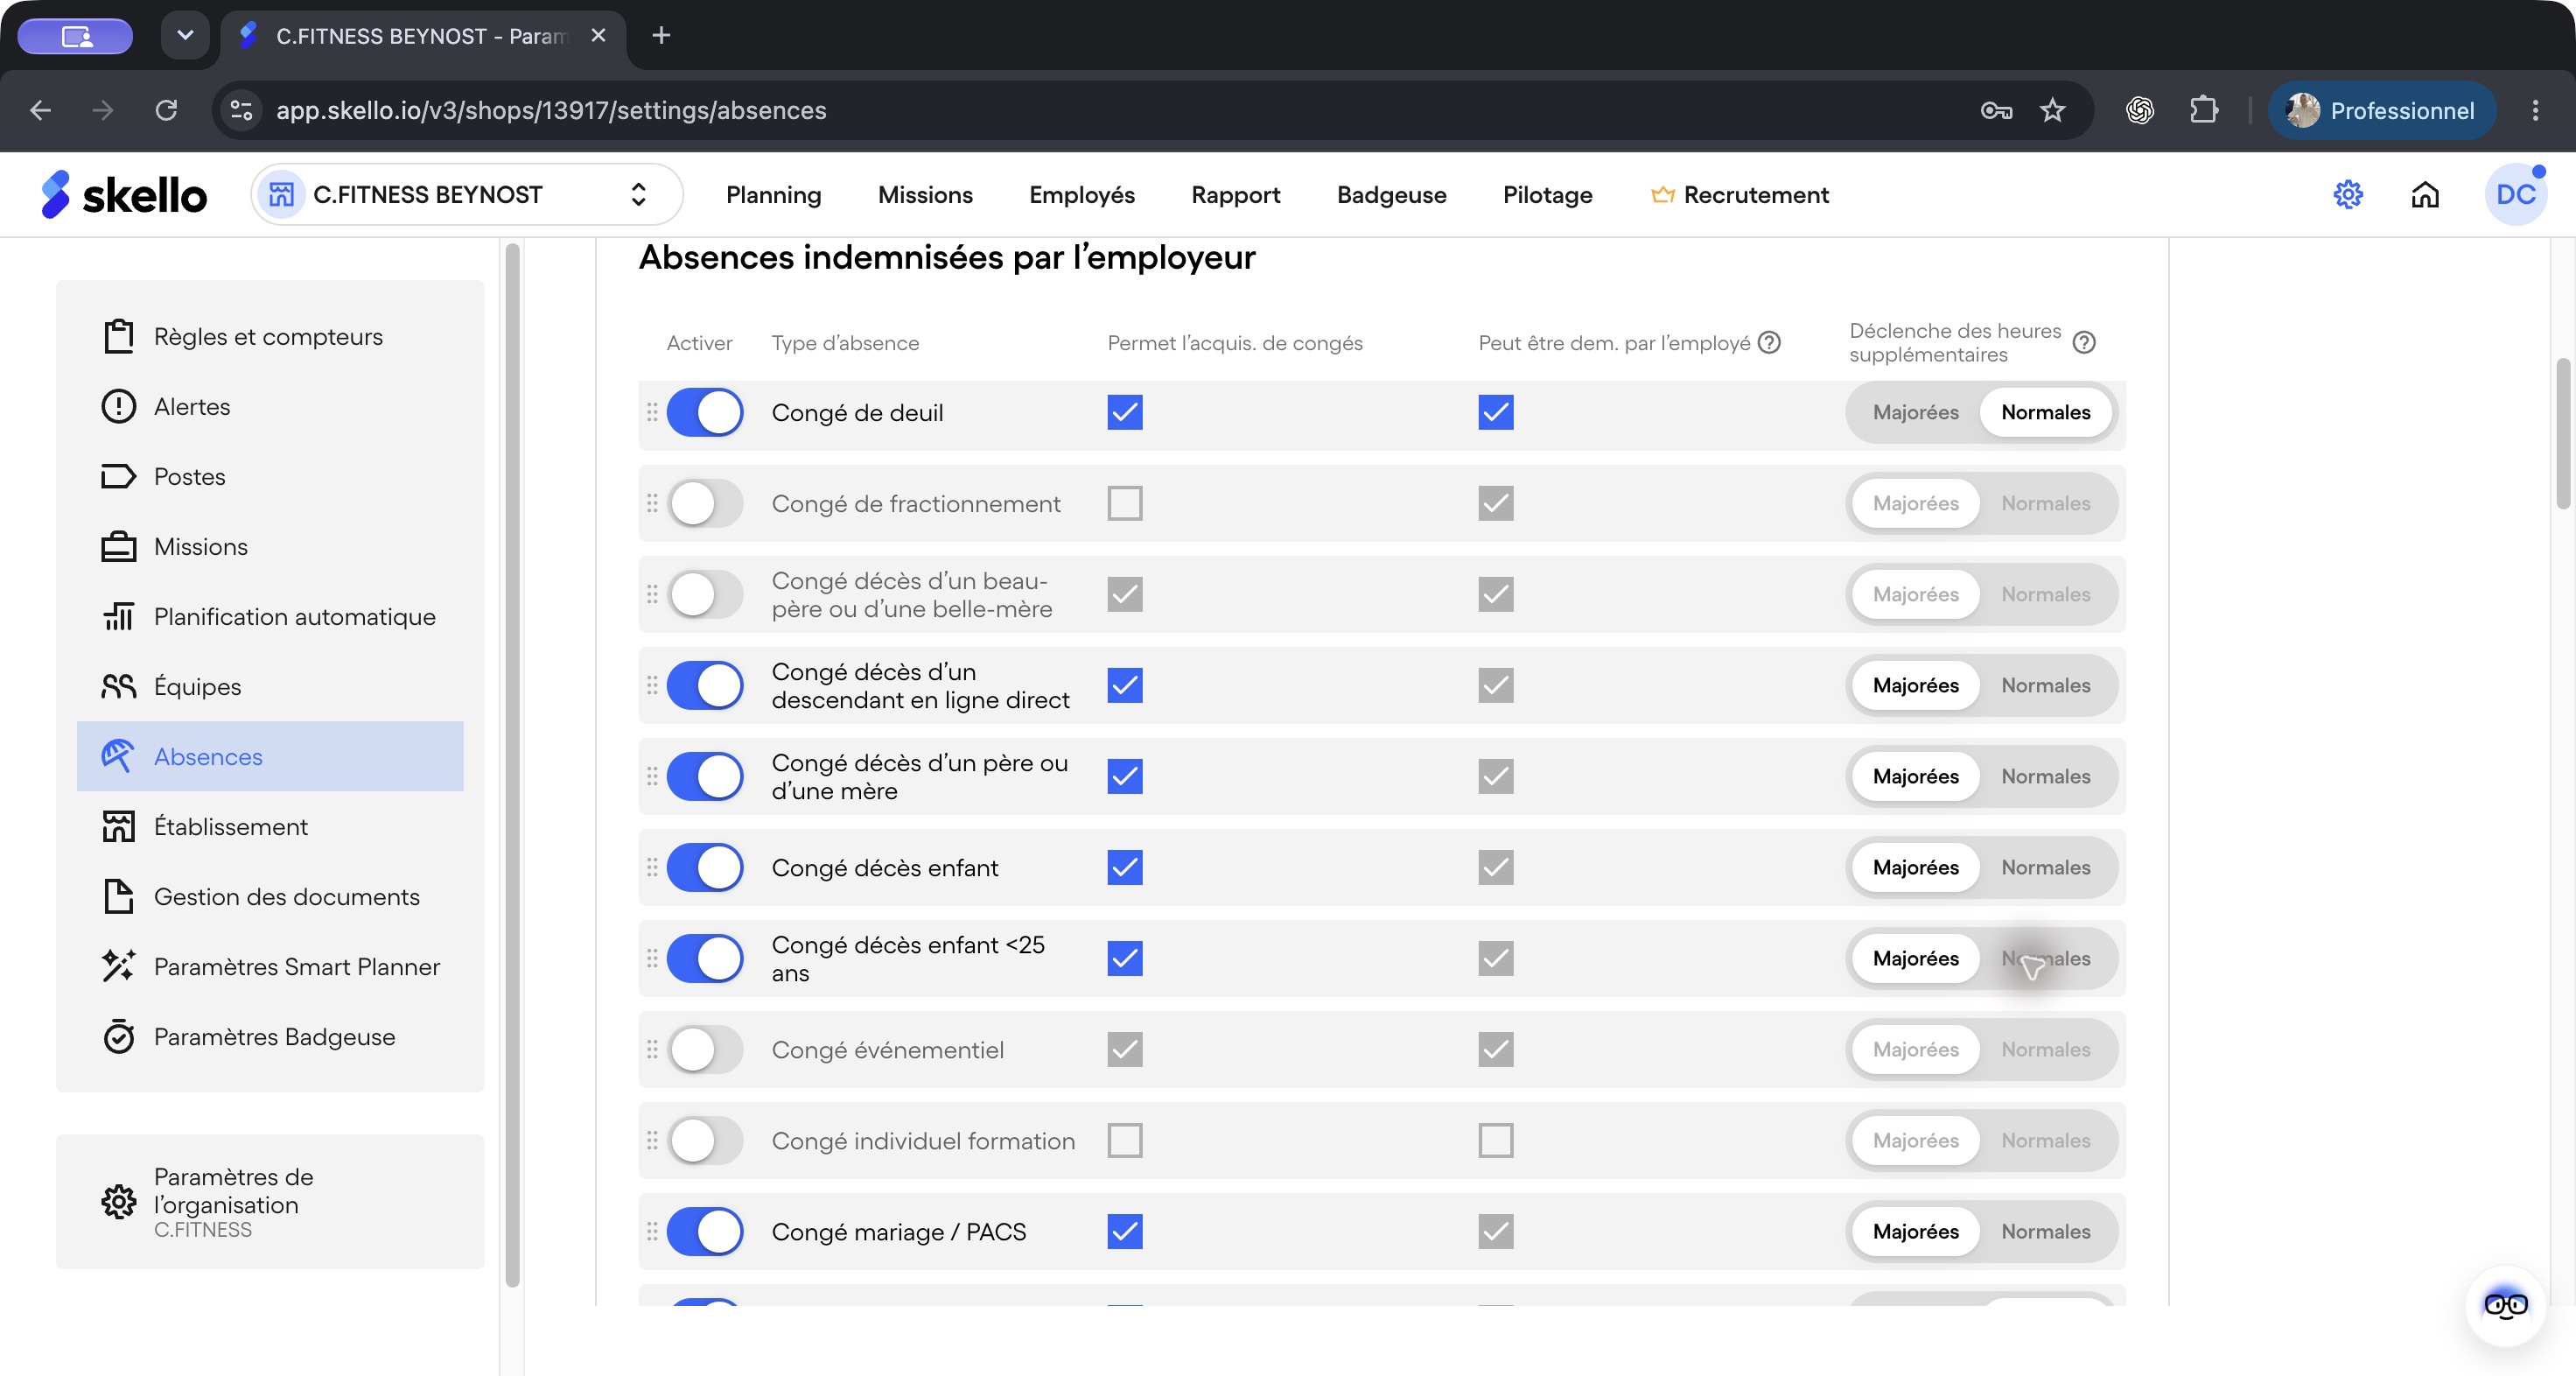 C.FITNESS BEYNOST - Param
app.skello.io/v3/shops/13917/settings/absences
Professionnel
skello
C.FITNESS BEYNOST
Planning
Missions
Employés
Rapport
Badgeuse
Pilotage
Recrutement
DC
Règles et compteurs
Alertes
Postes
Missions
Planification automatique
Équipes
Absences
Établissement
Gestion des documents
Paramètres Smart Planner
Paramètres Badgeuse
Paramètres de
l'organisation
C.FITNESS
Absences indemnisées par l'employeur
Activer
Type d'absence
Permet l'acquis. de congés
Peut être dem. par l'employé ?
Déclenche des heures
supplémentaires ?
Congé de deuil
Majorées Normales
Congé de fractionnement
Majorées Normales
Congé décès d'un beau-
père ou d'une belle-mère
Majorées Normales
Congé décès d'un
descendant en ligne direct
Majorées Normales
Congé décès d'un père ou
d'une mère
Majorées Normales
Congé décès enfant
Majorées Normales
Congé décès enfant <25
ans
Majorées Normales
Congé événementiel
Majorées Normales
Congé individuel formation
Majorées Normales
Congé mariage / PACS
Majorées Normales